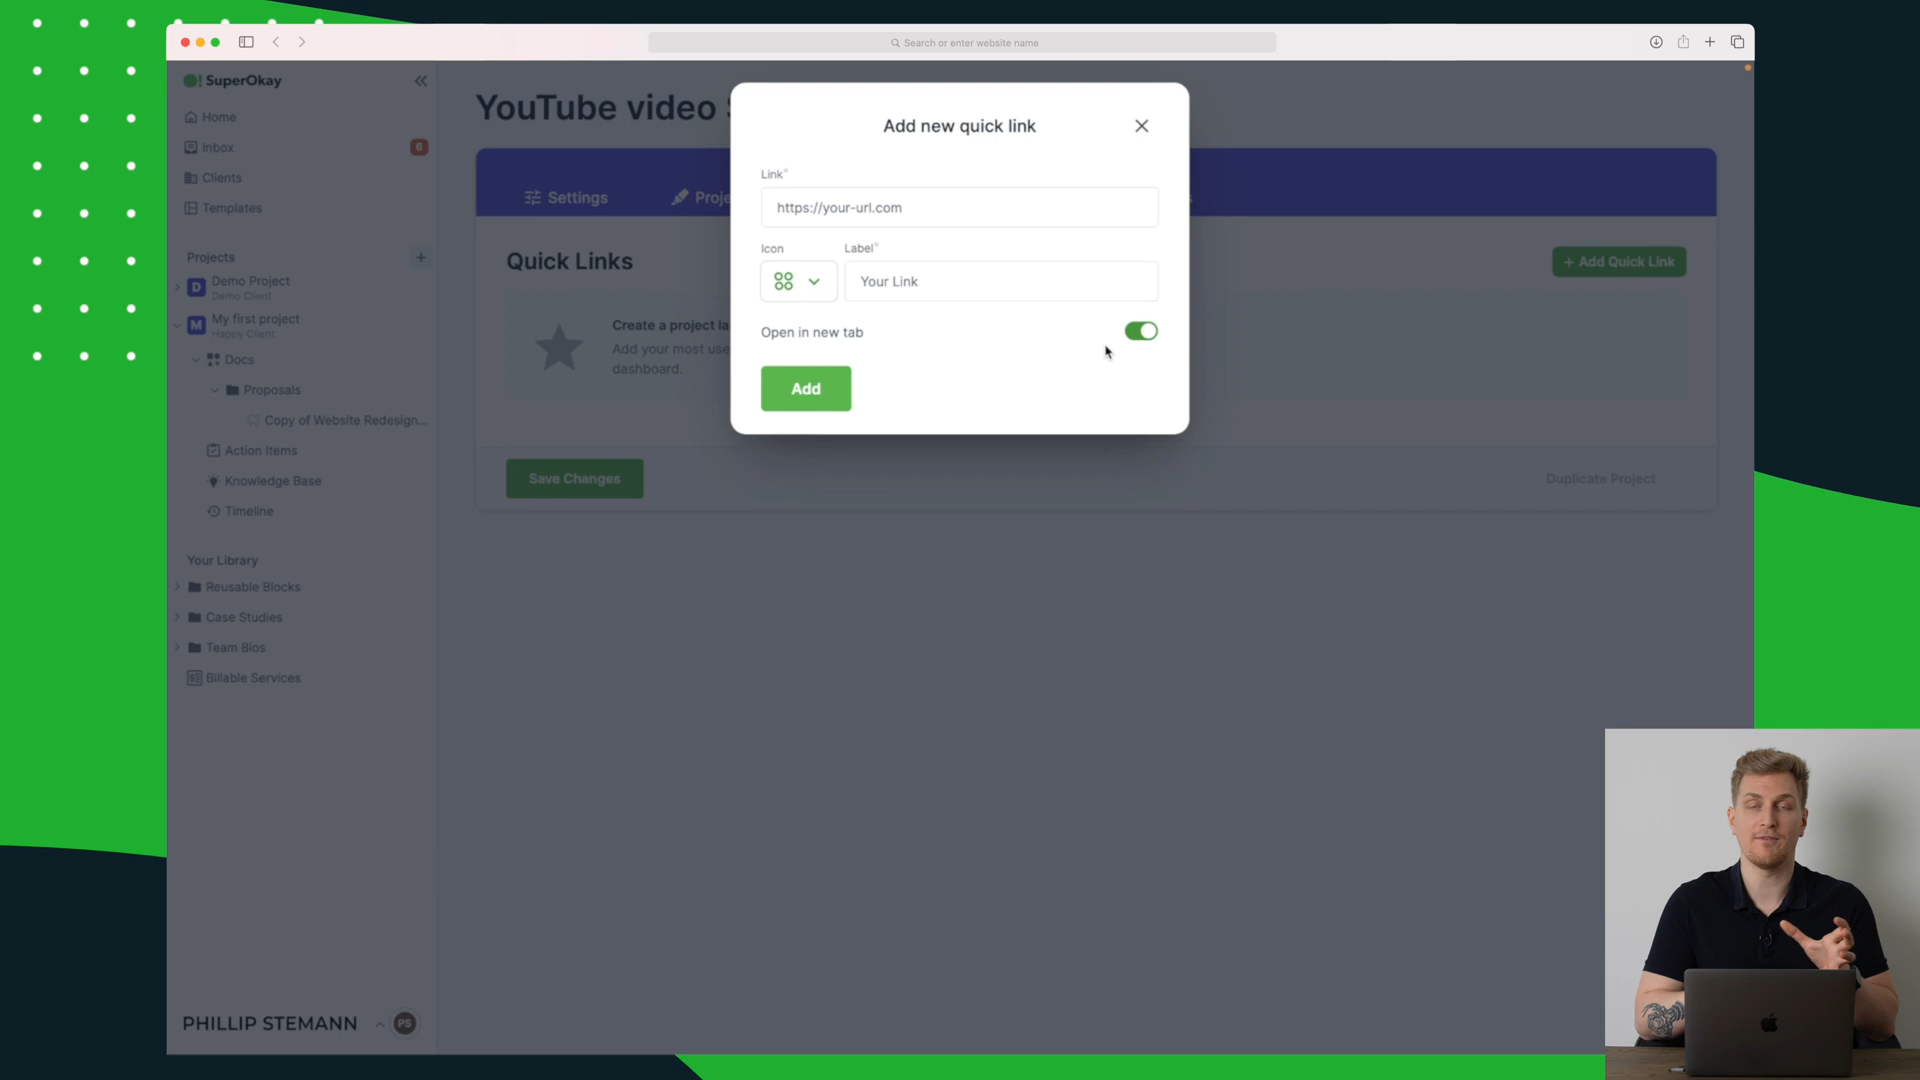 Search or enter website name
SuperOkay
Home
Inbox
6
Clients
Templates
Projects
D
Demo Project
Demo Client
M
My first project
Happy Client
Docs
Proposals
Copy of Website Redesign...
Action Items
Knowledge Base
Timeline
Your Library
Reusable Blocks
Case Studies
Team Bios
Billable Services
PHILLIP STEMANN
PS
YouTube video
Settings
Proje
Quick Links
+ Add Quick Link
Create a project la
Add your most use
dashboard.
Save Changes
Duplicate Project
Add new quick link
Link*
https://your-url.com
Icon
Label*
Your Link
Open in new tab
Add